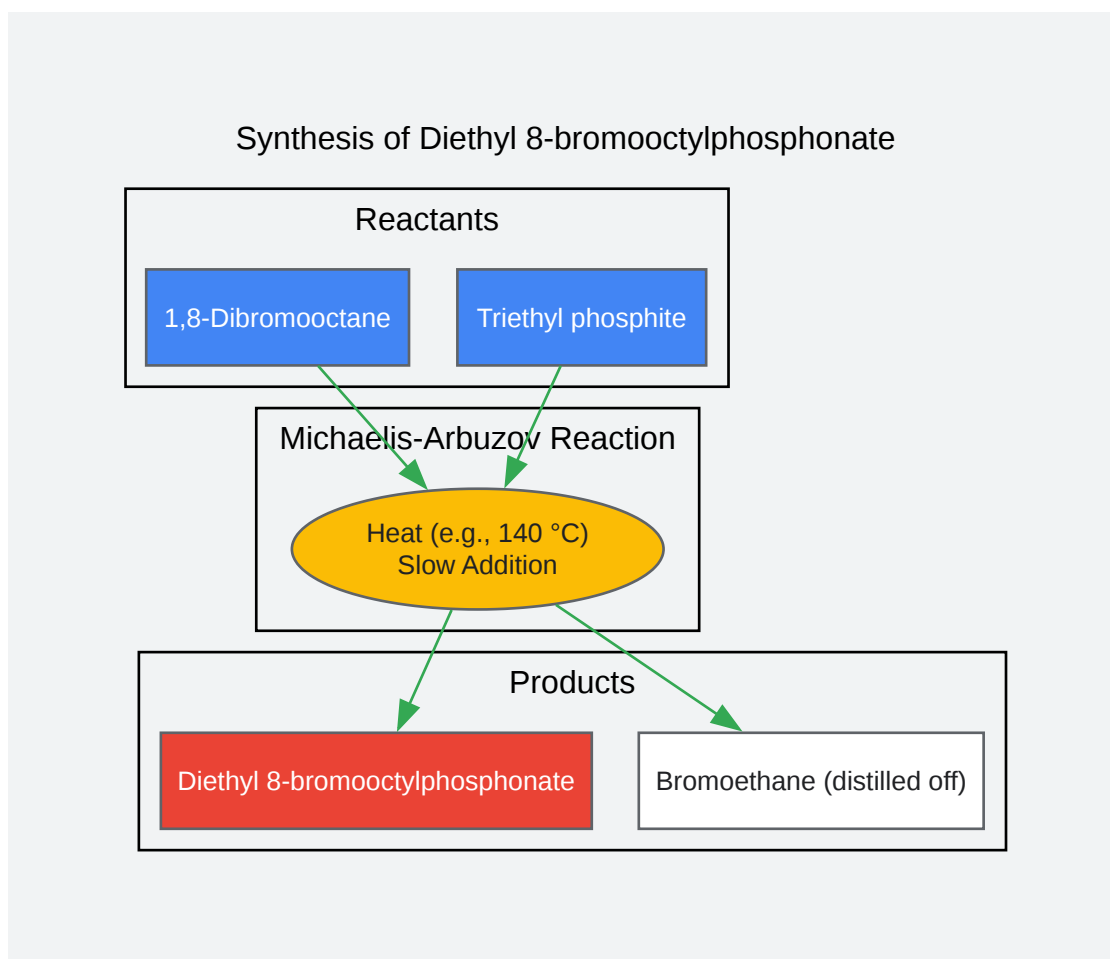 Synthesis of Diethyl 8-bromooctylphosphonate
Reactants
1,8-Dibromooctane
Triethyl phosphite
Michaelis-Arbuzov Reaction
Heat (e.g., 140 °C)
Slow Addition
Products
Diethyl 8-bromooctylphosphonate
Bromoethane (distilled off)